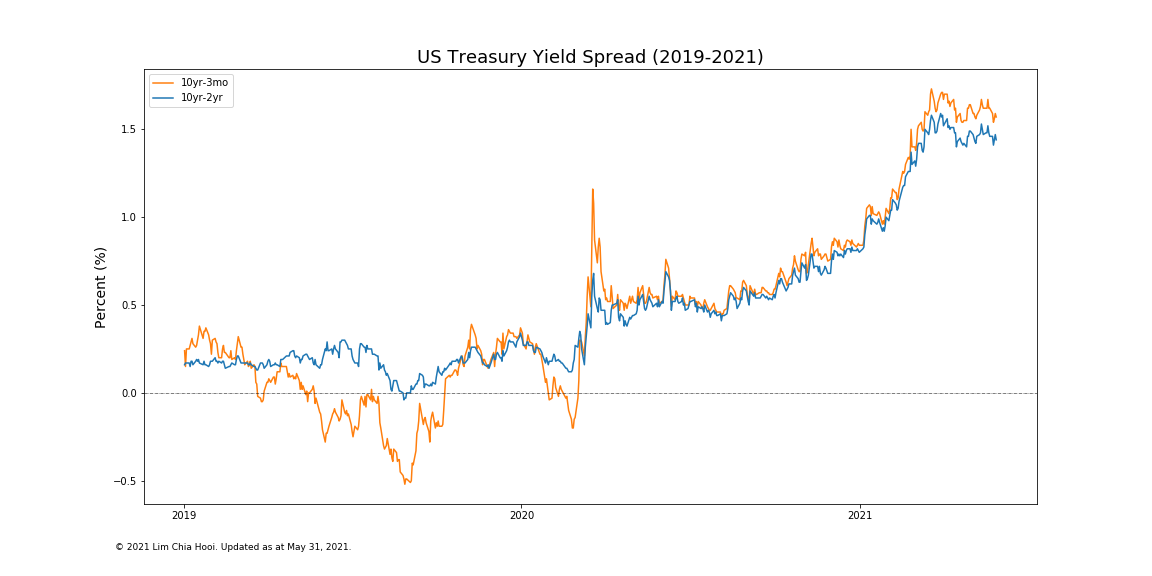 US Treasury Yield Spread (2019-2021)
10yr-3mo
10yr-2yr
Percent (%)
1.5
1.0
0.5
0.0
−0.5
2019
2020
2021
© 2021 Lim Chia Hooi. Updated as at May 31, 2021.